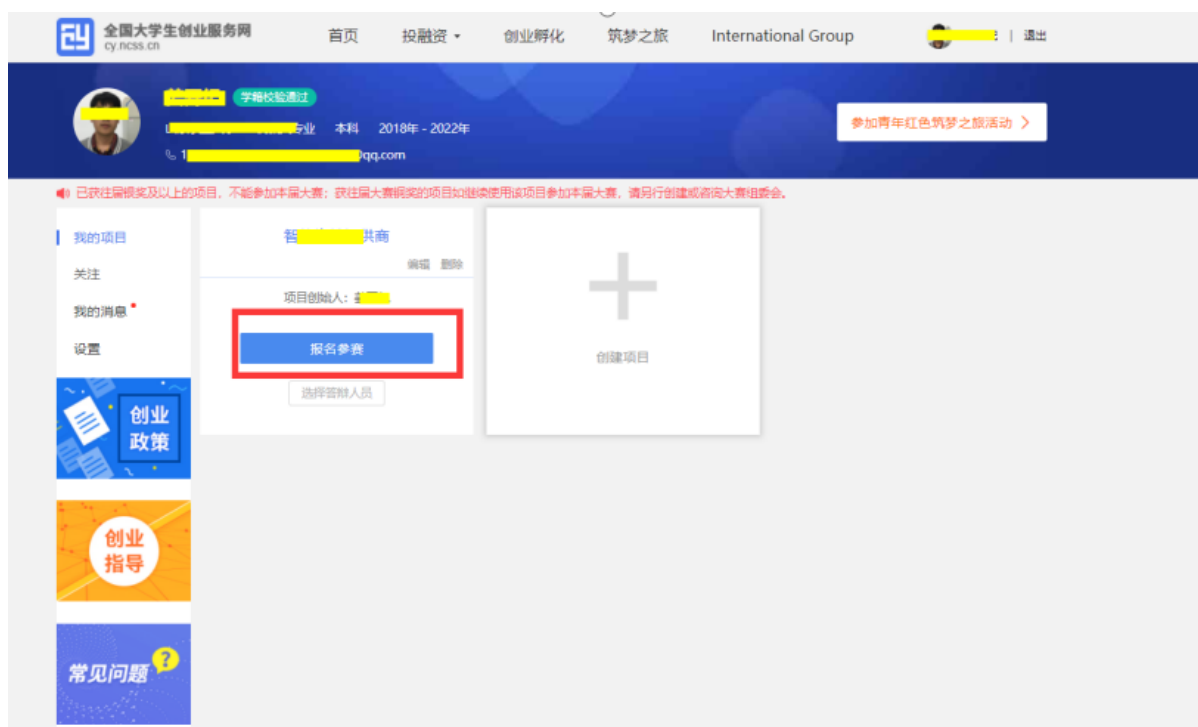 全国大学生创业服务网
cy.ncss.cn
首页 投融资 创业孵化 筑梦之旅 International Group | 退出
学籍校验通过
专业 本科 2018年 - 2022年
qq.com
参加青年红色筑梦之旅活动
已获往届银奖及以上的项目，不能参加本届大赛；获往届大赛铜奖的项目如继续使用该项目参加本届大赛，请另行创建或咨询大赛组委会。
我的项目
关注
我的消息
设置
智 共商
编辑 删除
项目创始人：
报名参赛
选择答辩人员
创建项目
创业
政策
创业
指导
常见问题?